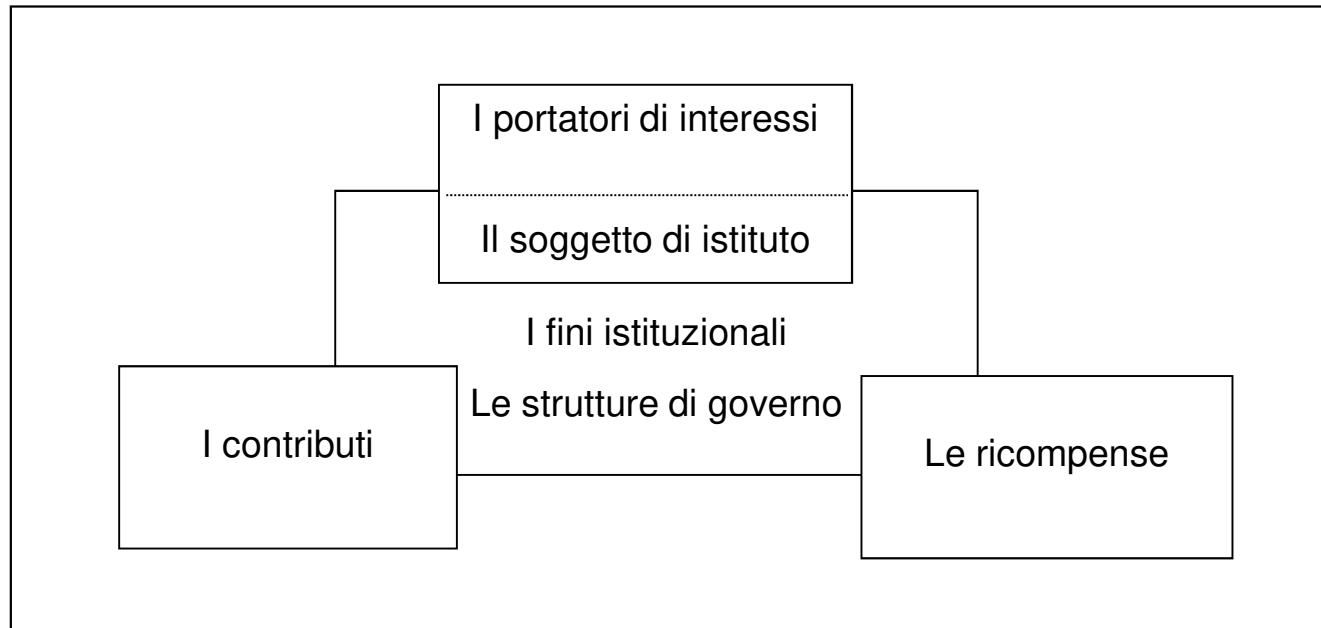 I portatori di interessi
Il soggetto di istituto
I fini istituzionali
Le strutture di governo
I contributi
Le ricompense